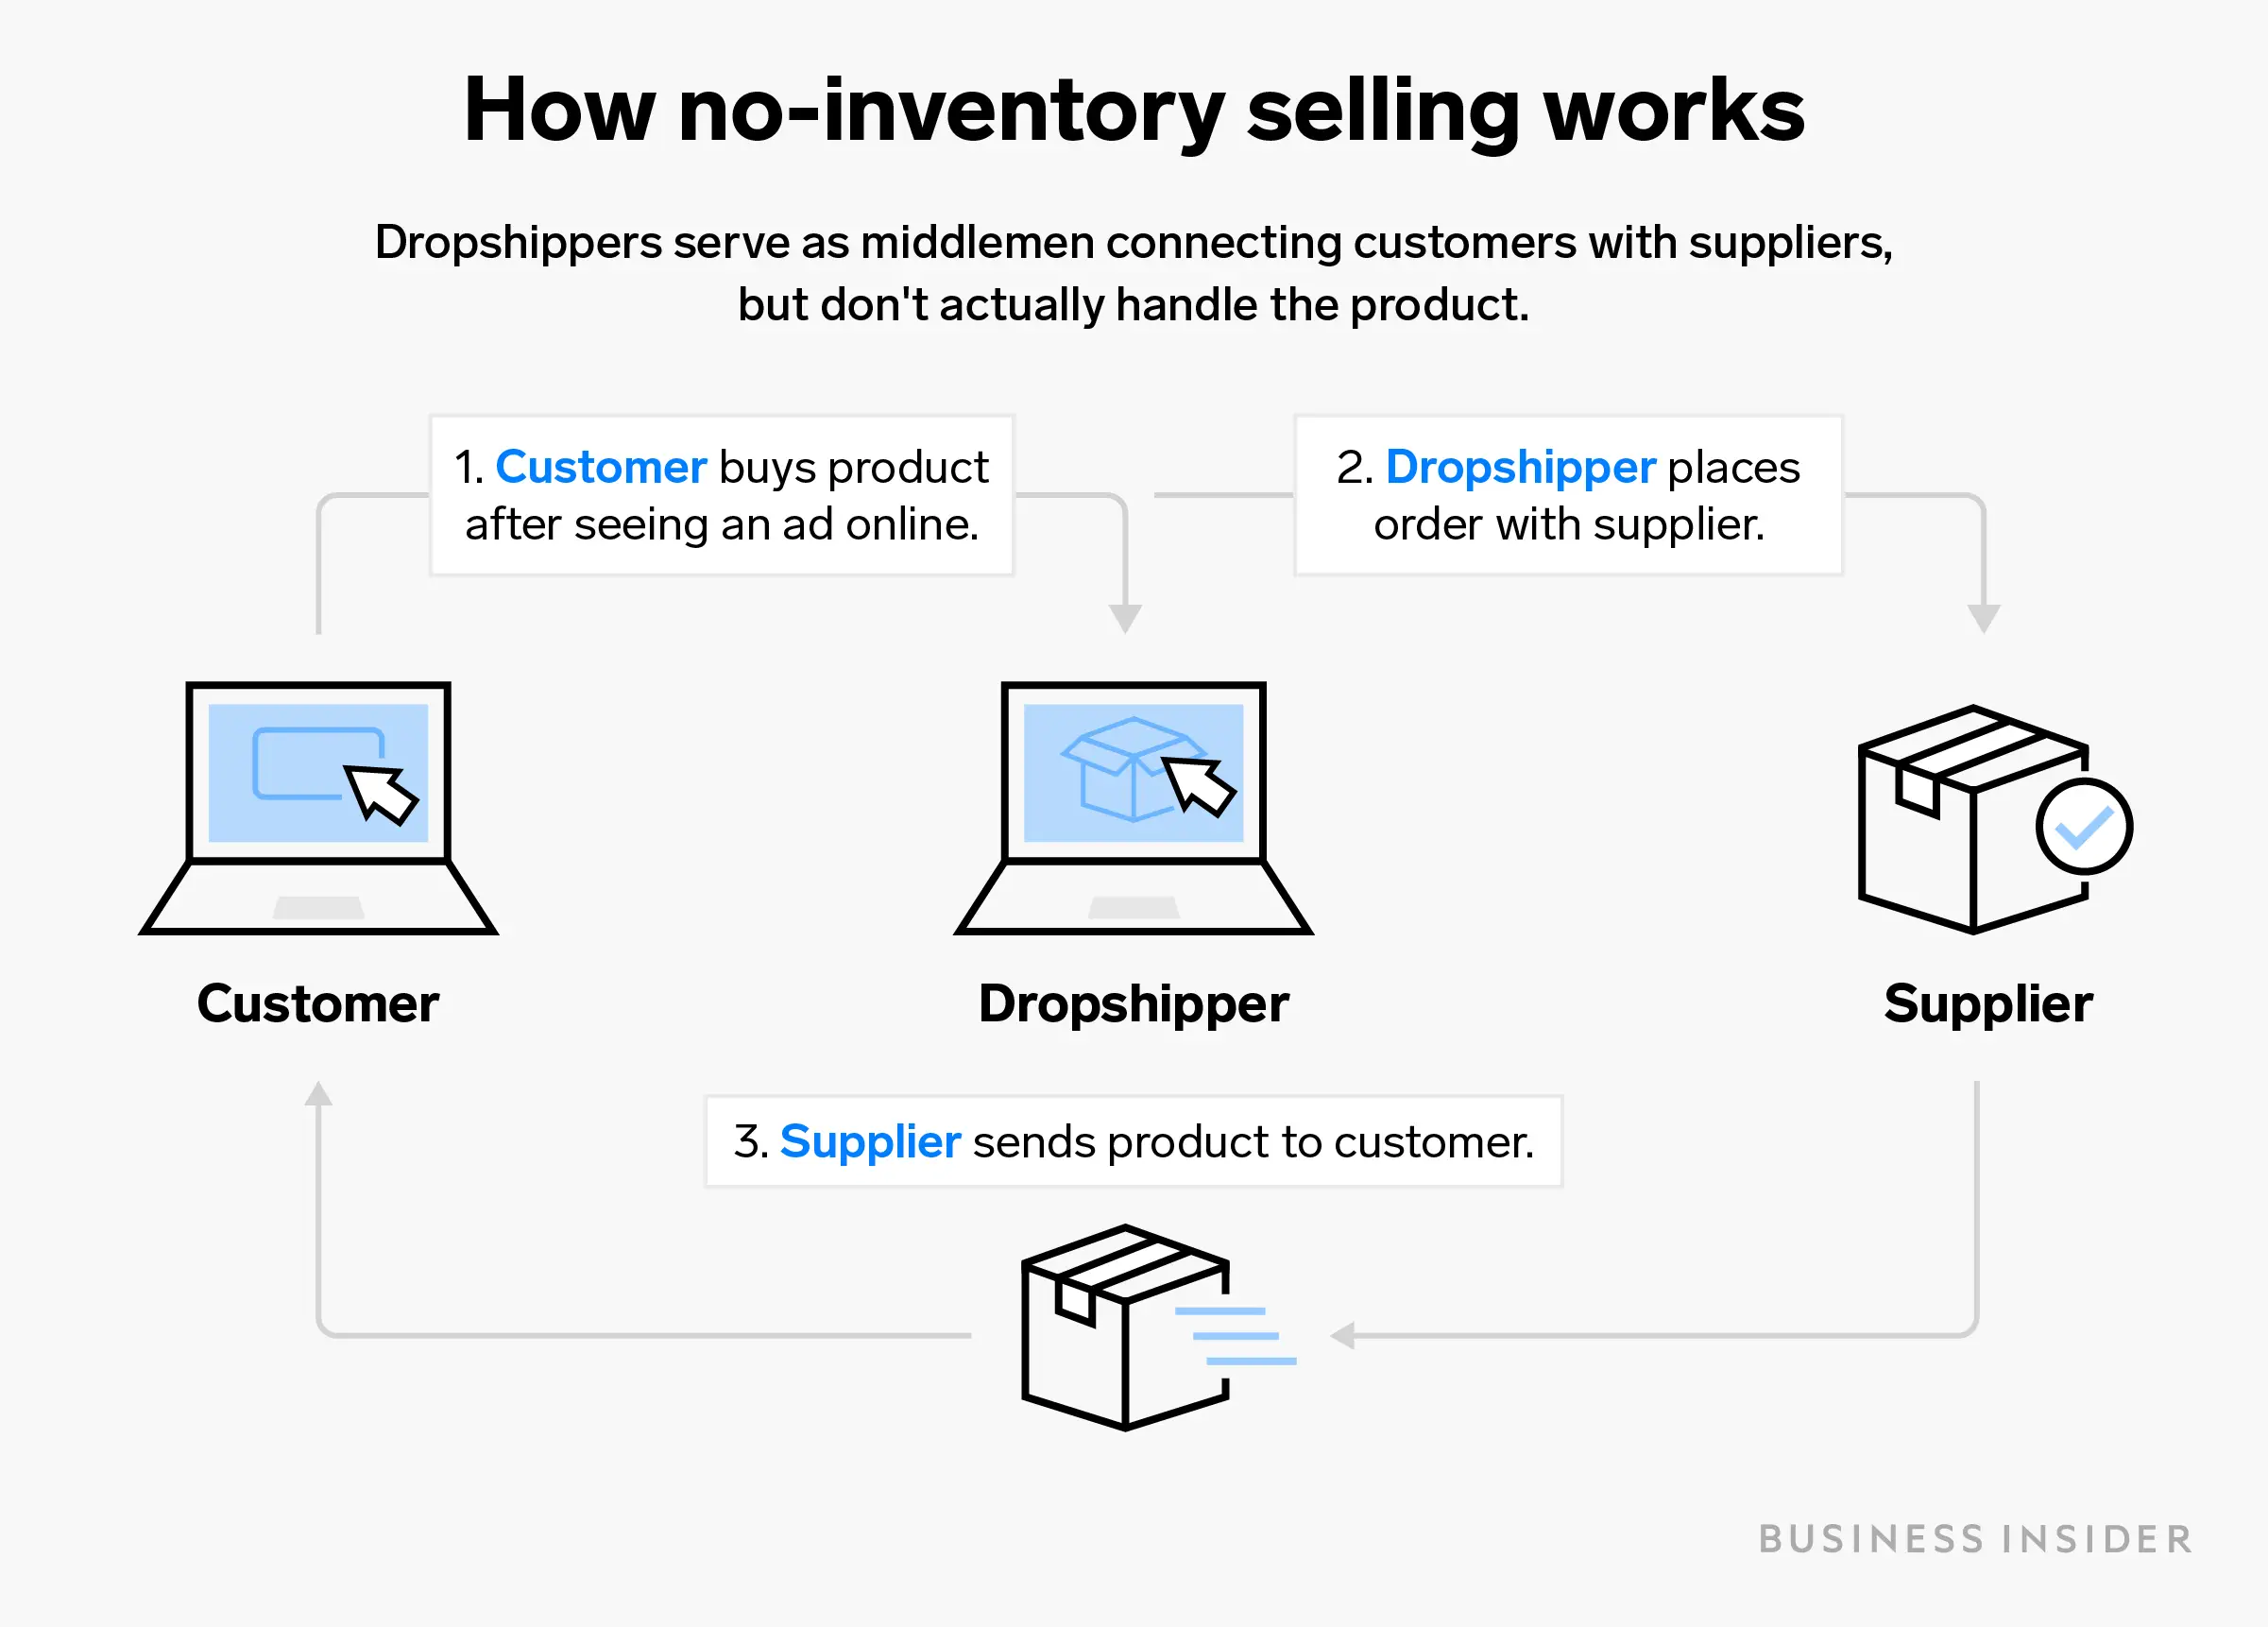 How no-inventory selling works
Dropshippers serve as middlemen connecting customers with suppliers,
but don't actually handle the product.
1. Customer buys product
after seeing an ad online.
2. Dropshipper places
order with supplier.
Customer
Dropshipper
Supplier
3. Supplier sends product to customer.
BUSINESS INSIDER